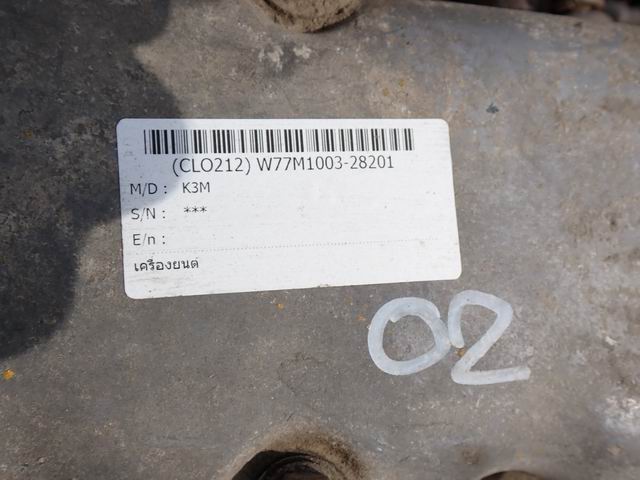 (CLO212) W77M1003-28201
M/D : K3M
S/N : ***
E/n :
เครื่องยนต์
02